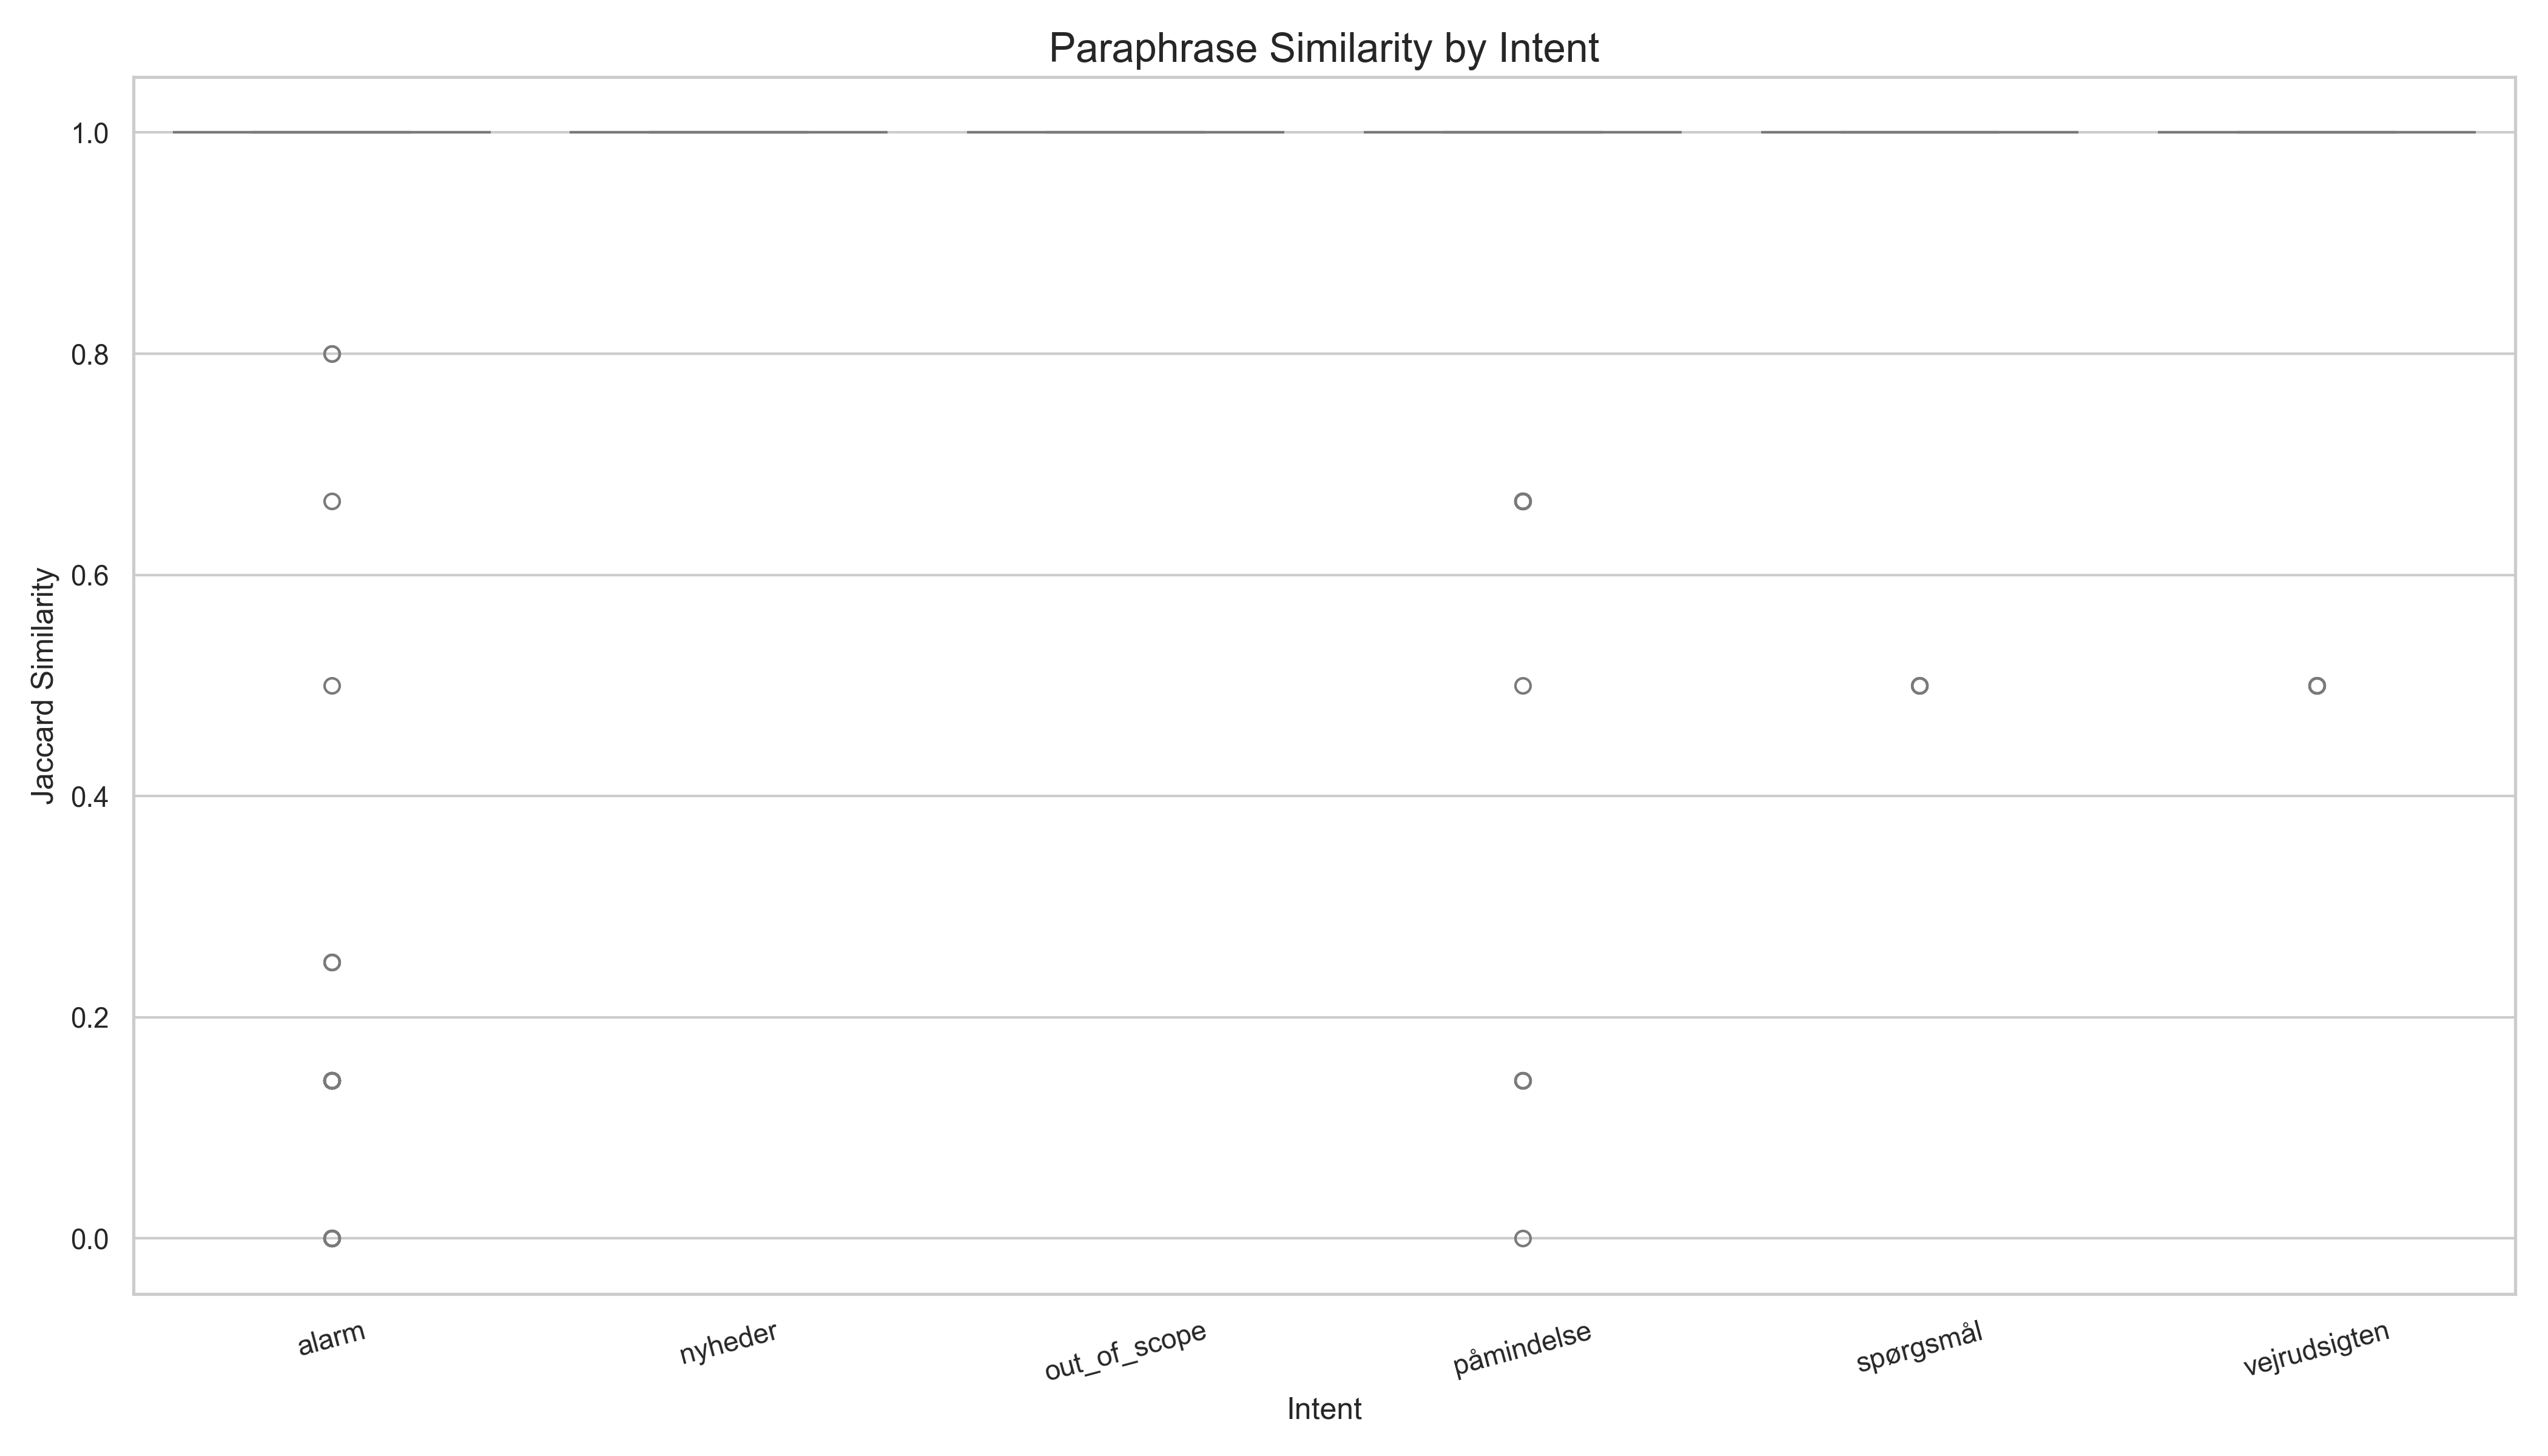 Paraphrase Similarity by Intent
Jaccard Similarity
1.0
0.8
0.6
0.4
0.2
0.0
alarm
nyheder
out_of_scope
påmindelse
spørgsmål
vejrudsigten
Intent